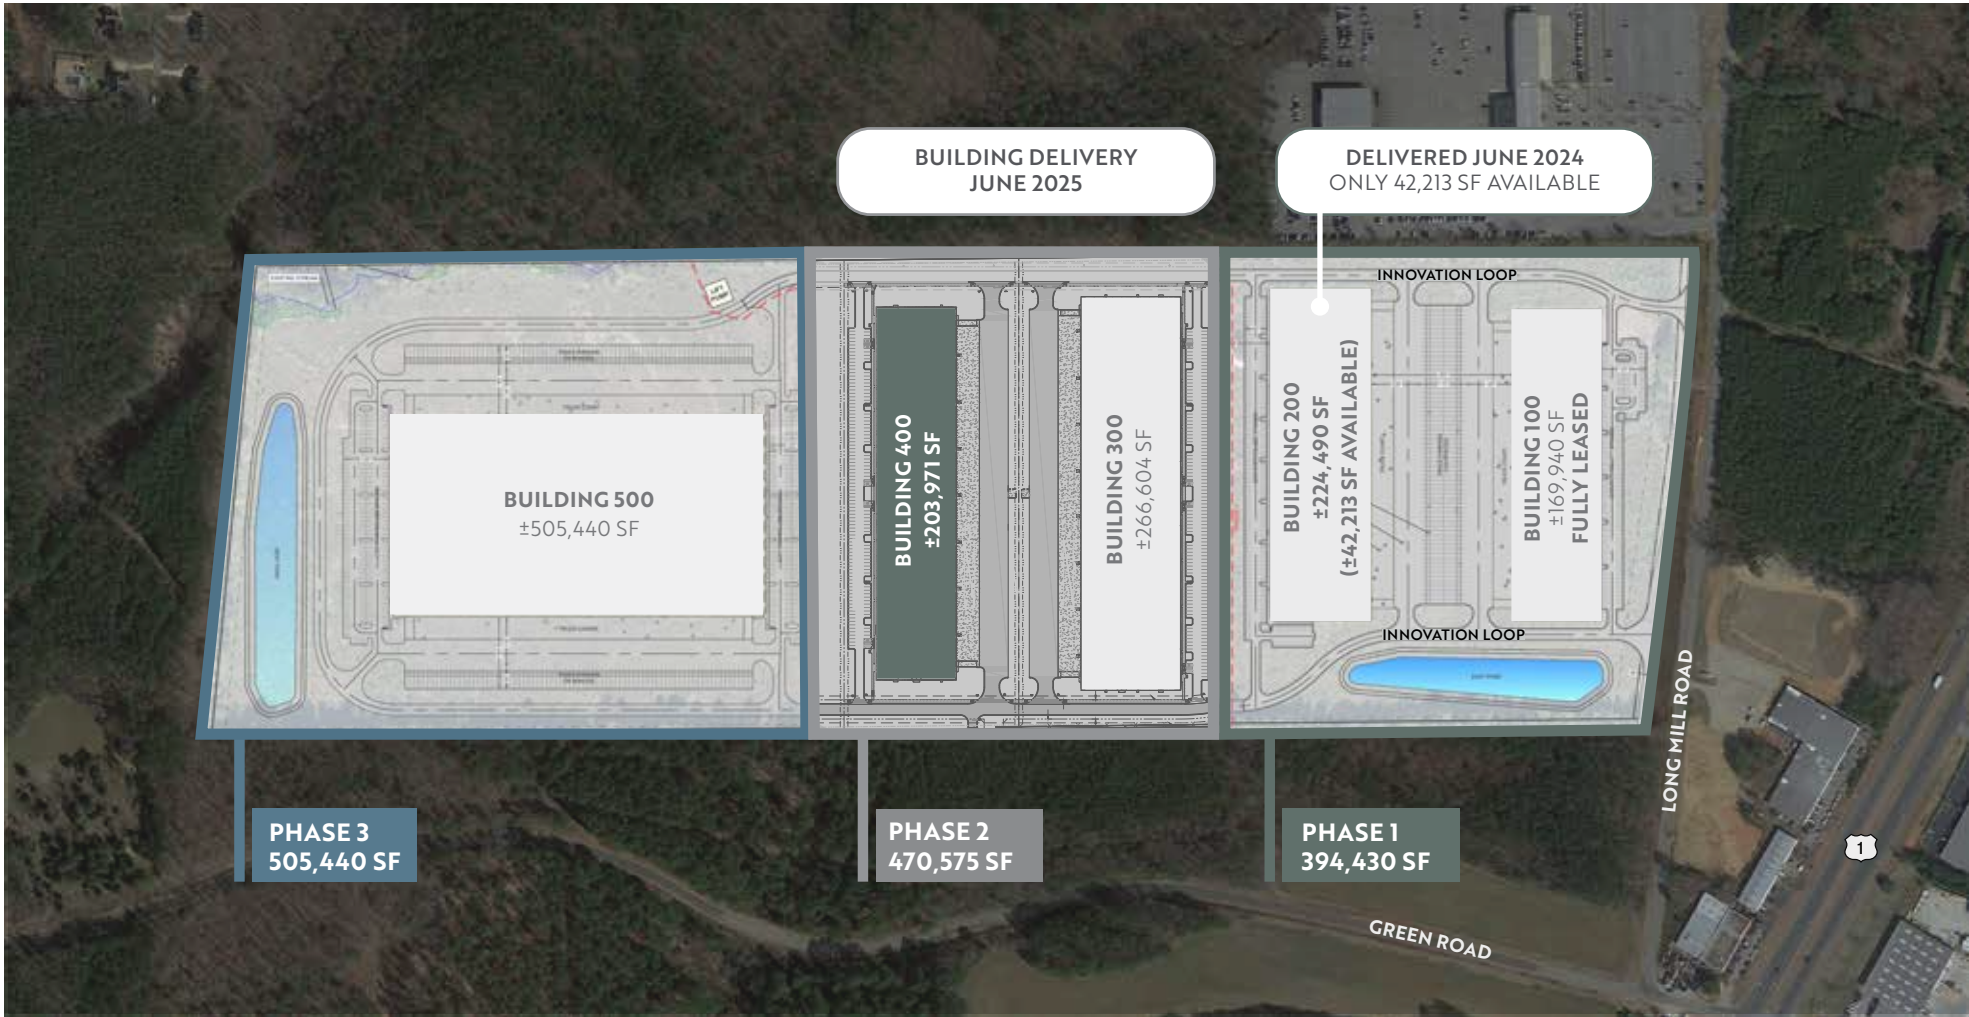 BUILDING DELIVERY
JUNE 2025
DELIVERED JUNE 2024
ONLY 42,213 SF AVAILABLE
INNOVATION LOOP
LIFT
PUMP
BUILDING 500
±505,440 SF
BUILDING 400
±203,971 SF
BUILDING 300
±266,604 SF
BUILDING 200
±224,490 SF
(±42,213 SF AVAILABLE)
BUILDING 100
±169,940 SF
FULLY LEASED
INNOVATION LOOP
LONG MILL ROAD
PHASE 3
505,440 SF
PHASE 2
470,575 SF
PHASE 1
394,430 SF
1
GREEN ROAD